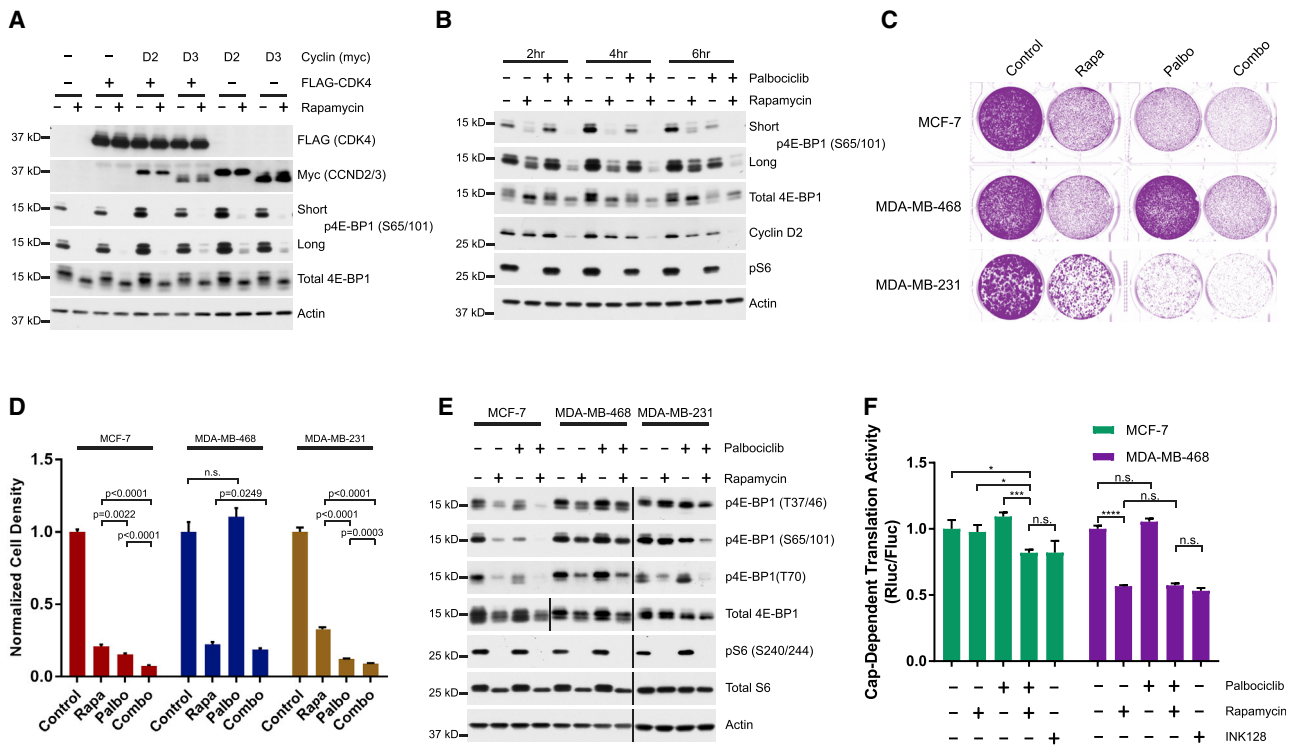 A
– – D2 D3 D2 D3 Cyclin (myc)
– + + + – – FLAG-CDK4
– + – + – + – + – + – + Rapamycin
37 kD FLAG (CDK4)
37 kD Myc (CCND2/3)
15 kD Short
p4E-BP1 (S65/101)
15 kD Long
15 kD Total 4E-BP1
37 kD Actin
B
2hr 4hr 6hr
– – + + – – + + – – + + Palbociclib
– + – + – + – + – + – + Rapamycin
15 kD Short
p4E-BP1 (S65/101)
15 kD Long
15 kD Total 4E-BP1
25 kD Cyclin D2
25 kD pS6
37 kD Actin
C
Control Rapa Palbo Combo
MCF-7
MDA-MB-468
MDA-MB-231
D
MCF-7 MDA-MB-468 MDA-MB-231
Normalized Cell Density
1.5
1.0
0.5
0.0
p<0.0001
p=0.0022
p<0.0001
n.s.
p=0.0249
p<0.0001
p<0.0001
p=0.0003
Control Rapa Palbo Combo Control Rapa Palbo Combo Control Rapa Palbo Combo
E
MCF-7 MDA-MB-468 MDA-MB-231
– – + + – – + + – – + + Palbociclib
– + – + – + – + – + – + Rapamycin
15 kD p4E-BP1 (T37/46)
15 kD p4E-BP1 (S65/101)
15 kD p4E-BP1(T70)
15 kD Total 4E-BP1
25 kD pS6 (S240/244)
25 kD Total S6
37 kD Actin
F
MCF-7
MDA-MB-468
Cap-Dependent Translation Activity
(Rluc/Fluc)
1.5
1.0
0.5
0.0
*
*
***
n.s.
n.s.
n.s.
****
n.s.
– – + + – – – + + – Palbociclib
– + – + – – + – + – Rapamycin
– – – – + – – – – + INK128